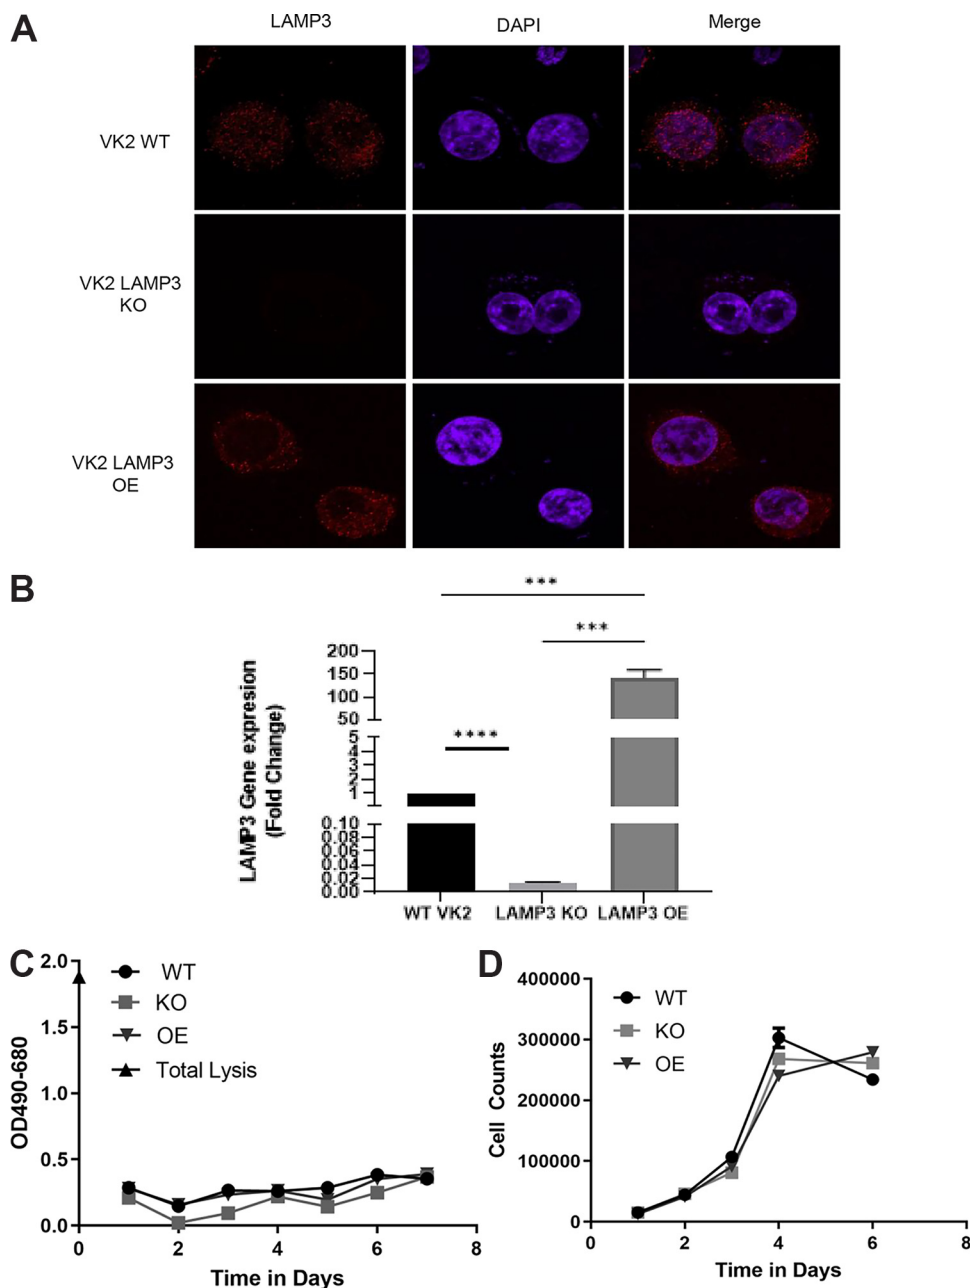 A
LAMP3
DAPI
Merge
VK2 WT
VK2 LAMP3
KO
VK2 LAMP3
OE
B
***
***
****
LAMP3 Gene expresion
(Fold Change)
200
150
100
50
5
4
3
2
1
0.10
0.08
0.06
0.04
0.02
0.00
WT VK2
LAMP3 KO
LAMP3 OE
C
OD490-680
2.0
1.5
1.0
0.5
0.0
WT
KO
OE
Total Lysis
0
2
4
6
8
Time in Days
D
Cell Counts
400000
300000
200000
100000
0
WT
KO
OE
0
2
4
6
8
Time in Days